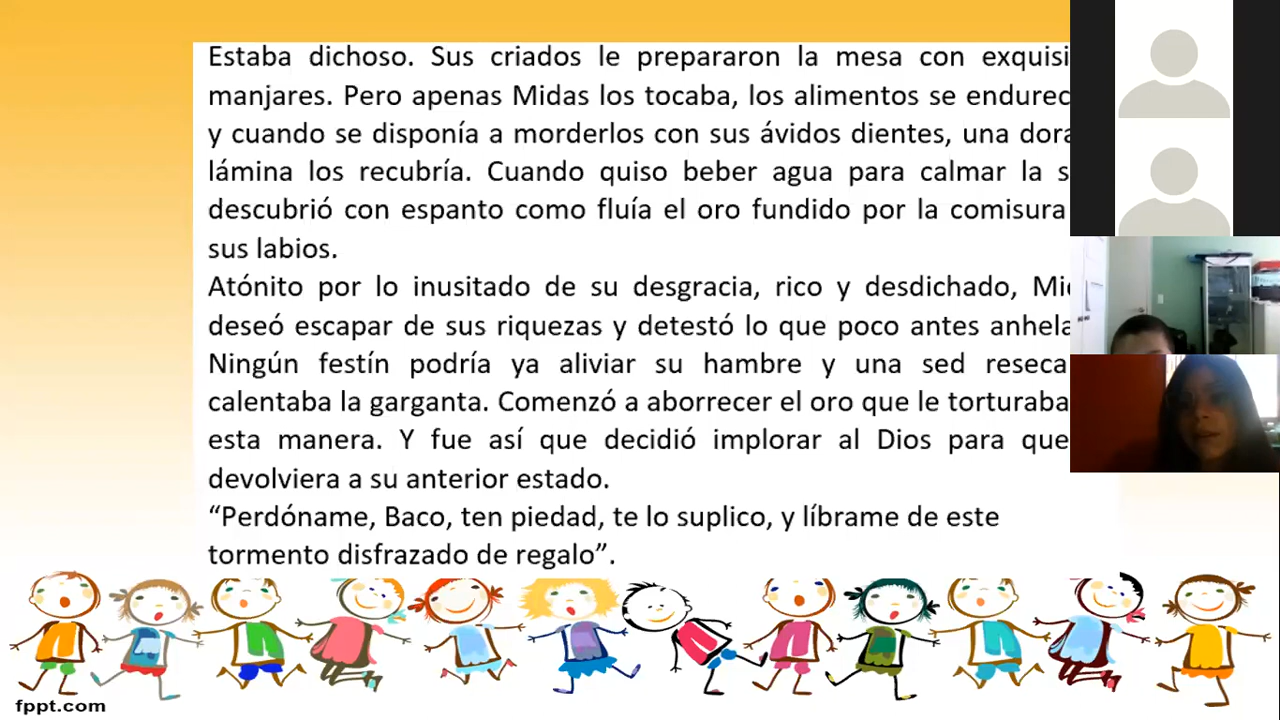 Estaba dichoso. Sus criados le prepararon la mesa con
manjares. Pero apenas Midas los tocaba, los alimentos se
y cuando se disponía a morderlos con sus ávidos dientes, una
lámina los recubría. Cuando quiso beber agua para calmar la
descubrió con espanto como fluía el oro fundido por la comisura
sus labios.
Atónito por lo inusitado de su desgracia, rico y desdichado,
deseó escapar de sus riquezas y detestó lo que poco antes
Ningún festín podría ya aliviar su hambre y una sed
calentaba la garganta. Comenzó a aborrecer el oro que le torturaba
esta manera. Y fue así que decidió implorar al Dios para que
devolviera a su anterior estado.
“Perdóname, Baco, ten piedad, te lo suplico, y líbrame de este
tormento disfrazado de regalo”.
fppt.com